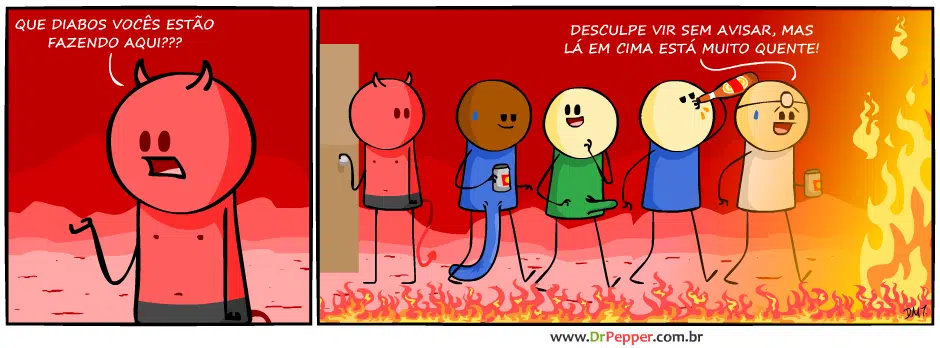 QUE DIABOS VOCÊS ESTÃO
FAZENDO AQUI???
DESCULPE VIR SEM AVISAR, MAS
LÁ EM CIMA ESTÁ MUITO QUENTE!
DM7
www.DrPepper.com.br